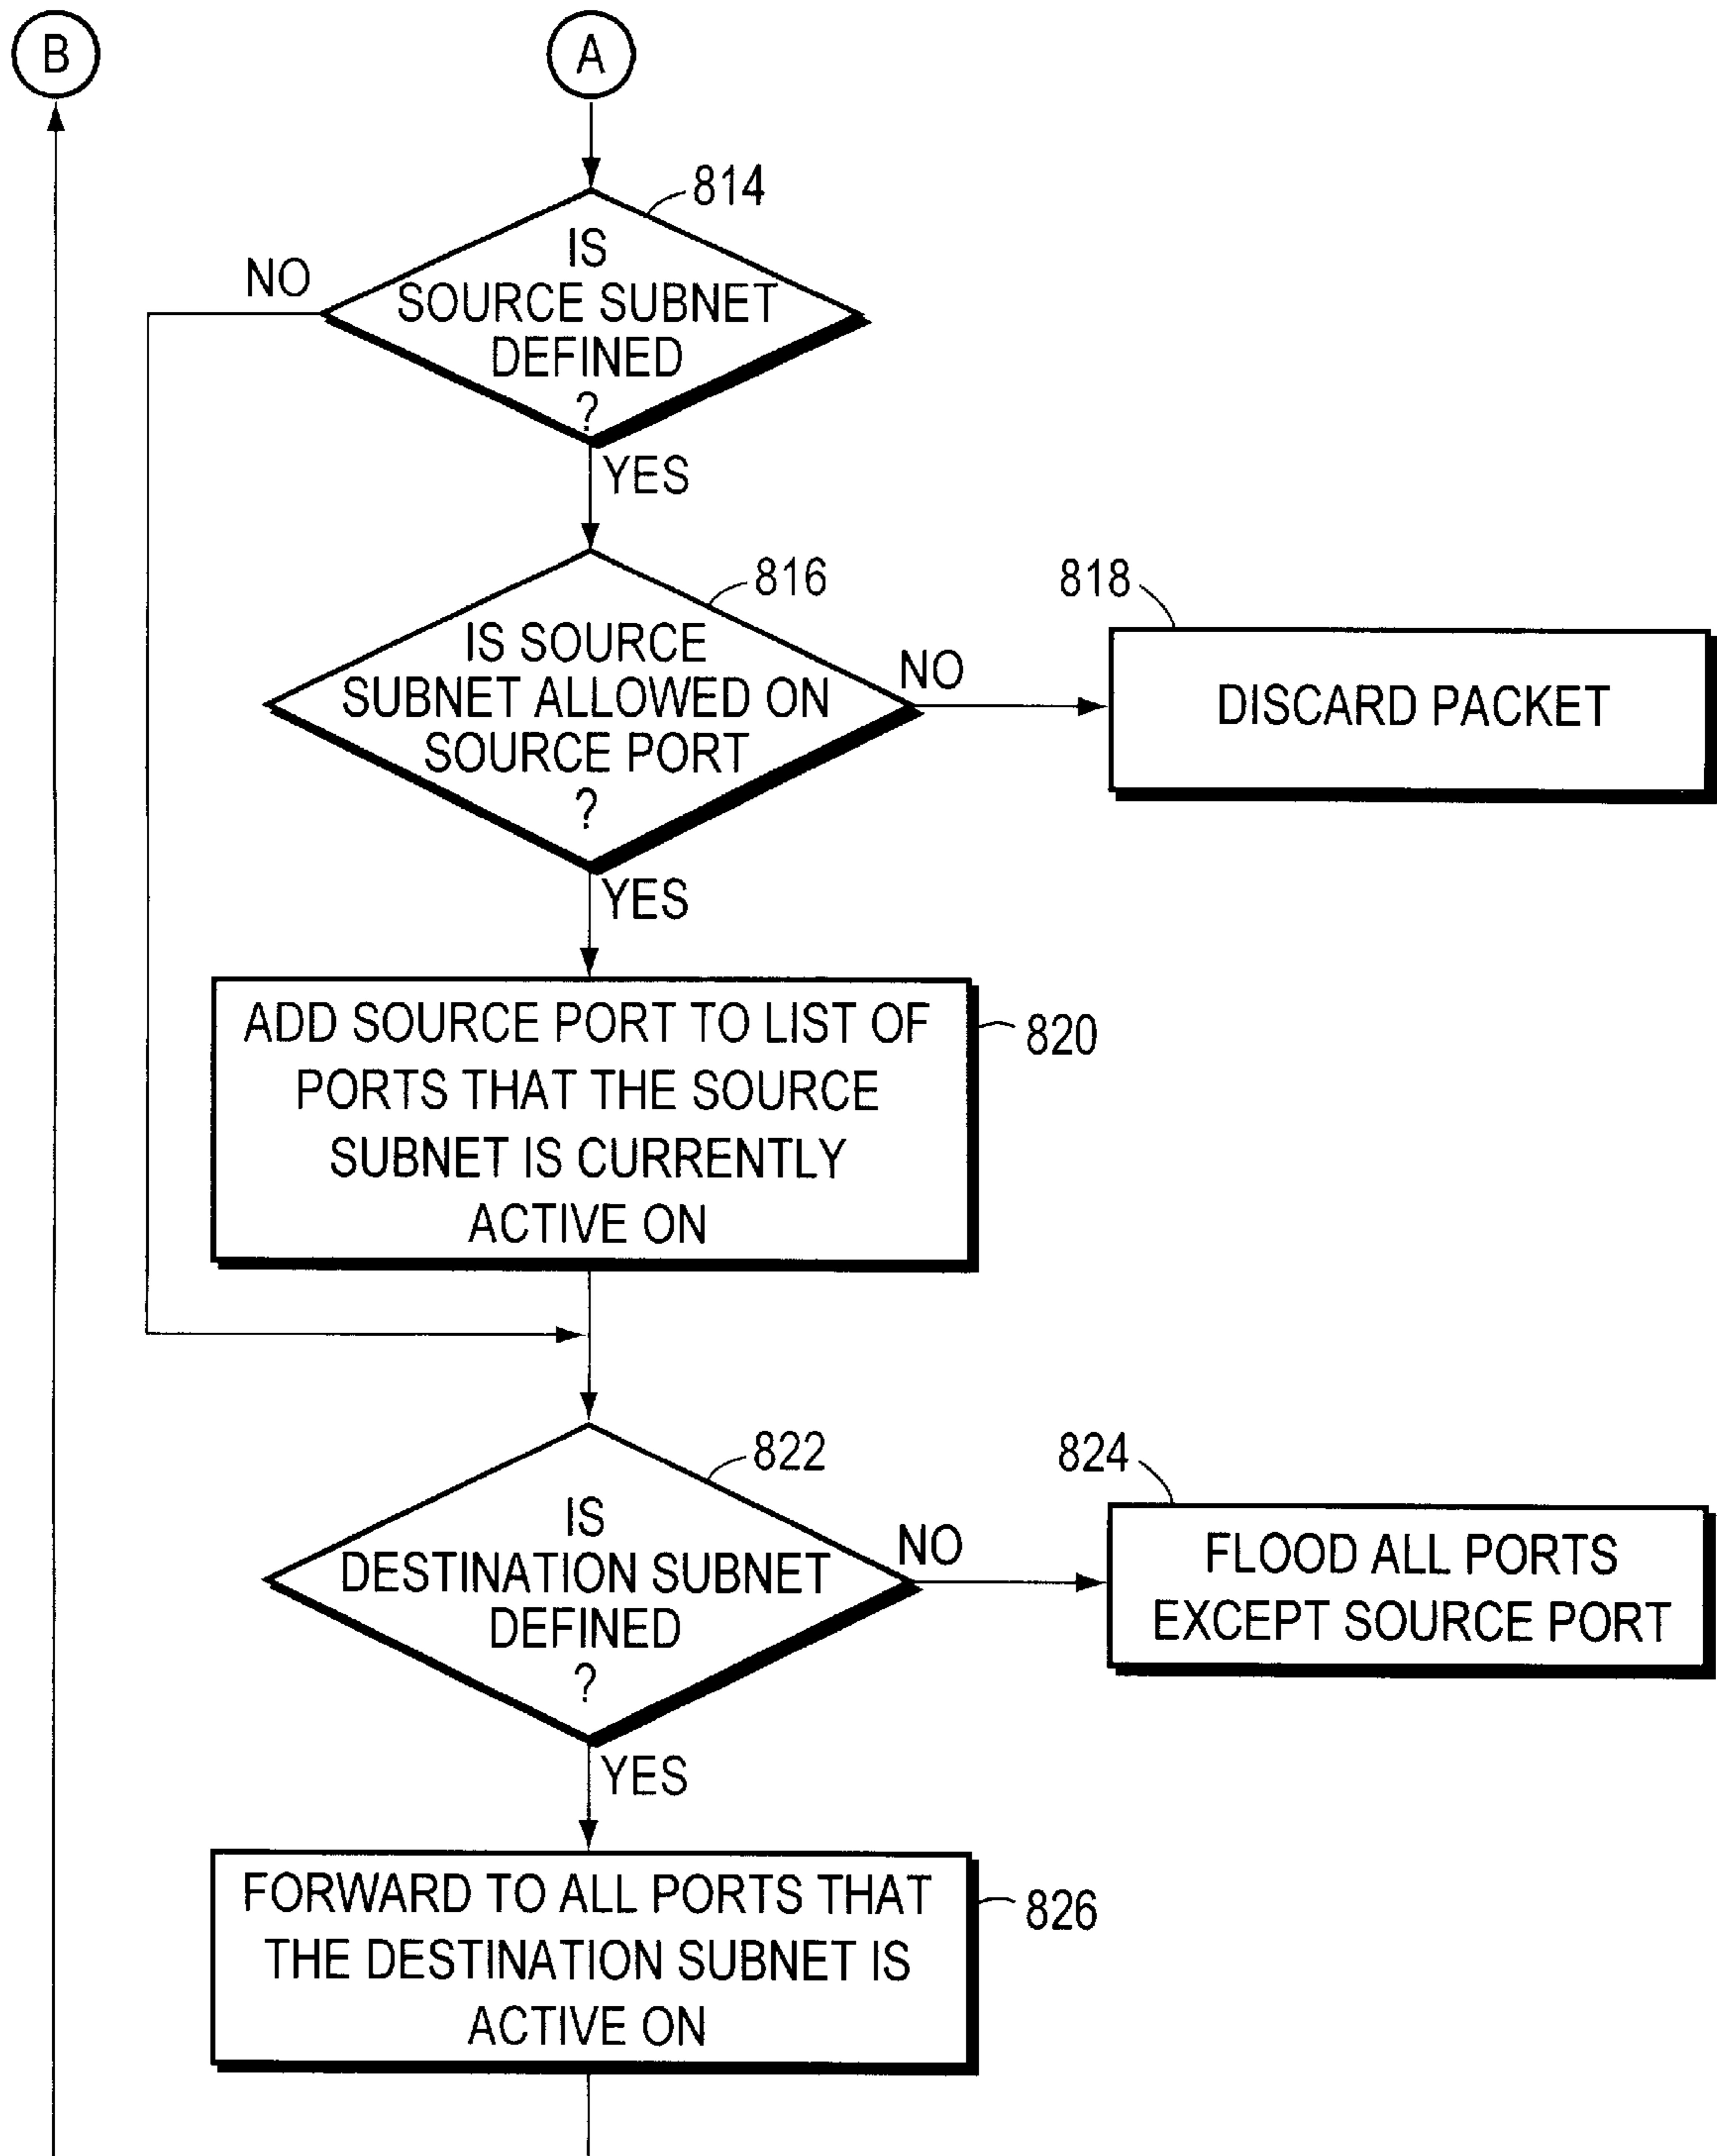 B
A
814
IS
SOURCE SUBNET
DEFINED
?
NO
YES
816
IS SOURCE
SUBNET ALLOWED ON
SOURCE PORT
?
NO
818
DISCARD PACKET
YES
ADD SOURCE PORT TO LIST OF
PORTS THAT THE SOURCE
SUBNET IS CURRENTLY
ACTIVE ON
820
822
IS
DESTINATION SUBNET
DEFINED
?
NO
824
FLOOD ALL PORTS
EXCEPT SOURCE PORT
YES
FORWARD TO ALL PORTS THAT
THE DESTINATION SUBNET IS
ACTIVE ON
826